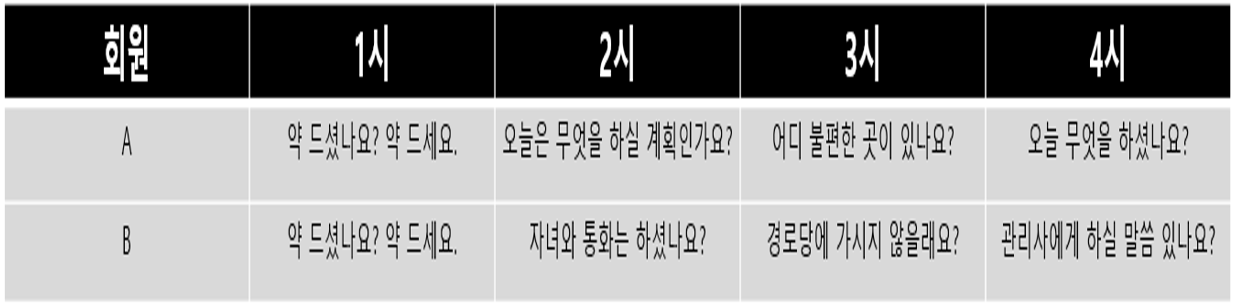 회원 1시 2시 3시 4시
A 약 드셨나요? 약 드세요. 오늘은 무엇을 하실 계획인가요? 어디 불편한 곳이 있나요? 오늘 무엇을 하셨나요?
B 약 드셨나요? 약 드세요. 자녀와 통화는 하셨나요? 경로당에 가시지 않을래요? 관리사에게 하실 말씀 있나요?